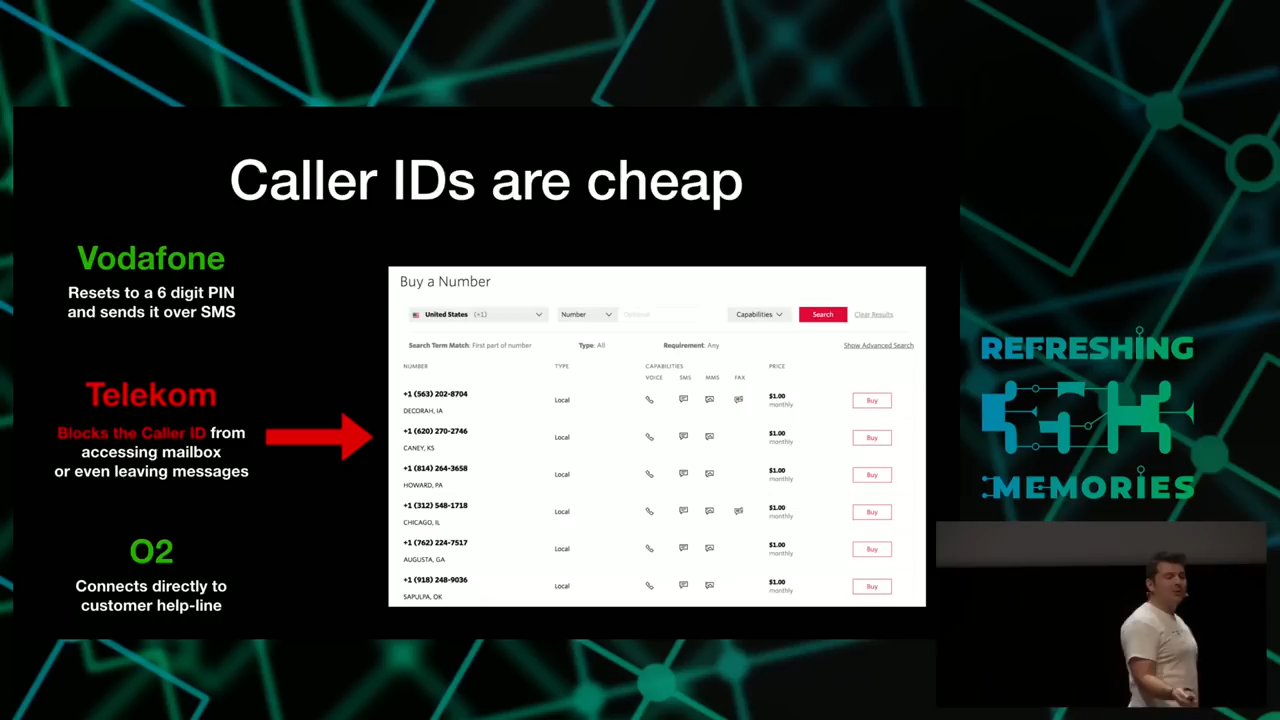 Caller IDs are cheap
Vodafone
Resets to a 6 digit PIN
and sends it over SMS
Telekom
Blocks the Caller ID from
accessing mailbox
or even leaving messages
O2
Connects directly to
customer help-line
Buy a Number
United States (+1)
Number
Optional
Capabilities
Search
Clear Results
Search Term Match: First part of number
Type: All
Requirement: Any
Show Advanced Search
NUMBER TYPE CAPABILITIES PRICE
VOICE SMS MMS FAX
+1 (563) 202-8704 Local $1.00 Buy
DECORAH, IA monthly
+1 (620) 270-2746 Local $1.00 Buy
CANEY, KS monthly
+1 (814) 264-3658 Local $1.00 Buy
HOWARD, PA monthly
+1 (312) 548-1718 Local $1.00 Buy
CHICAGO, IL monthly
+1 (762) 224-7517 Local $1.00 Buy
AUGUSTA, GA monthly
+1 (918) 248-9036 Local $1.00 Buy
SAPULPA, OK monthly
REFRESHING
MEMORIES